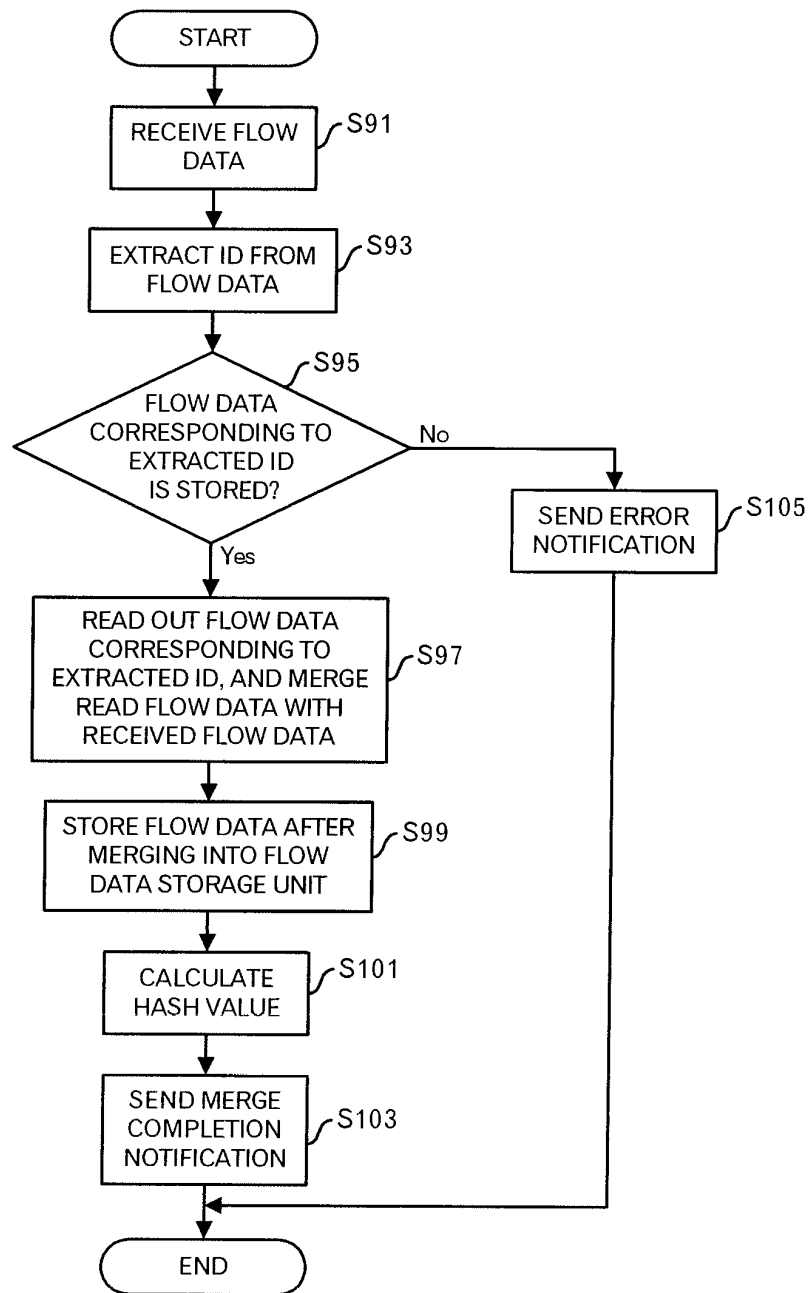 START
RECEIVE FLOW
DATA
S91
EXTRACT ID FROM
FLOW DATA
S93
FLOW DATA
CORRESPONDING TO
EXTRACTED ID
IS STORED?
S95
No
SEND ERROR
NOTIFICATION
S105
Yes
READ OUT FLOW DATA
CORRESPONDING TO
EXTRACTED ID, AND MERGE
READ FLOW DATA WITH
RECEIVED FLOW DATA
S97
STORE FLOW DATA AFTER
MERGING INTO FLOW
DATA STORAGE UNIT
S99
CALCULATE
HASH VALUE
S101
SEND MERGE
COMPLETION
NOTIFICATION
S103
END